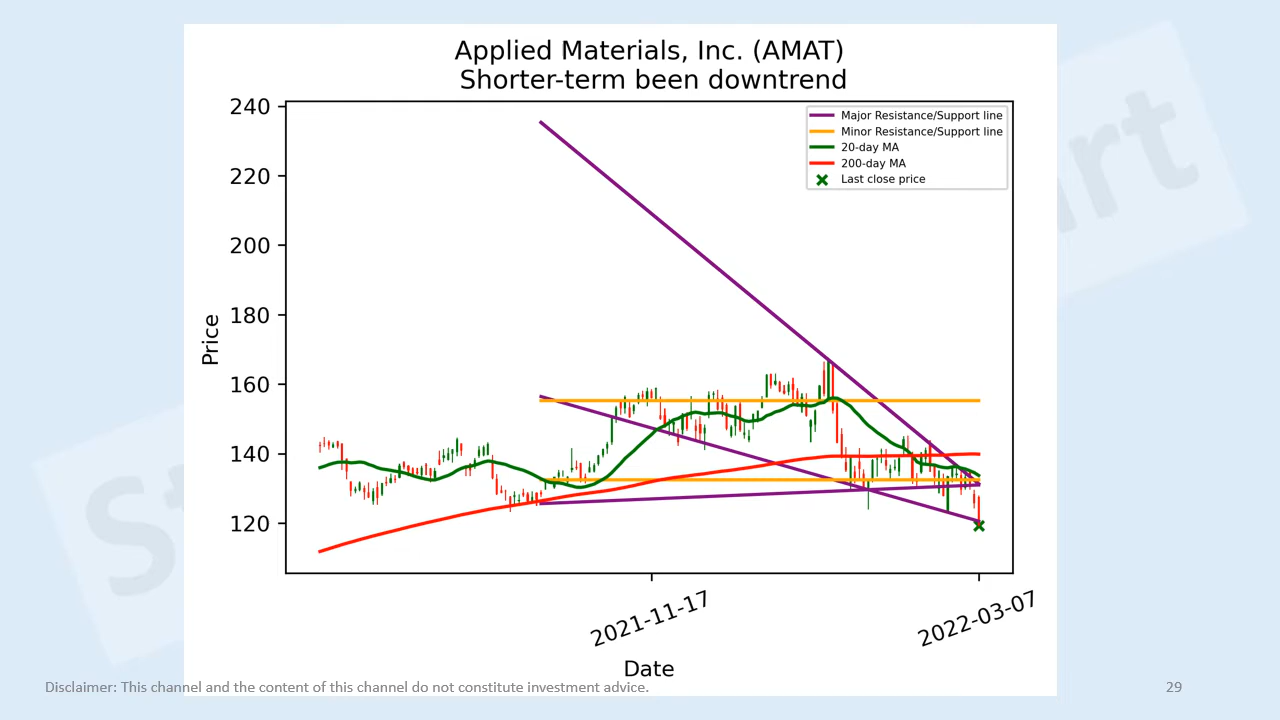 Applied Materials, Inc. (AMAT)
Shorter-term been downtrend
240
220
200
180
160
140
120
Price
Major Resistance/Support line
Minor Resistance/Support line
20-day MA
200-day MA
Last close price
2021-11-17
2022-03-07
Date
Disclaimer: This channel and the content of this channel do not constitute investment advice.
29